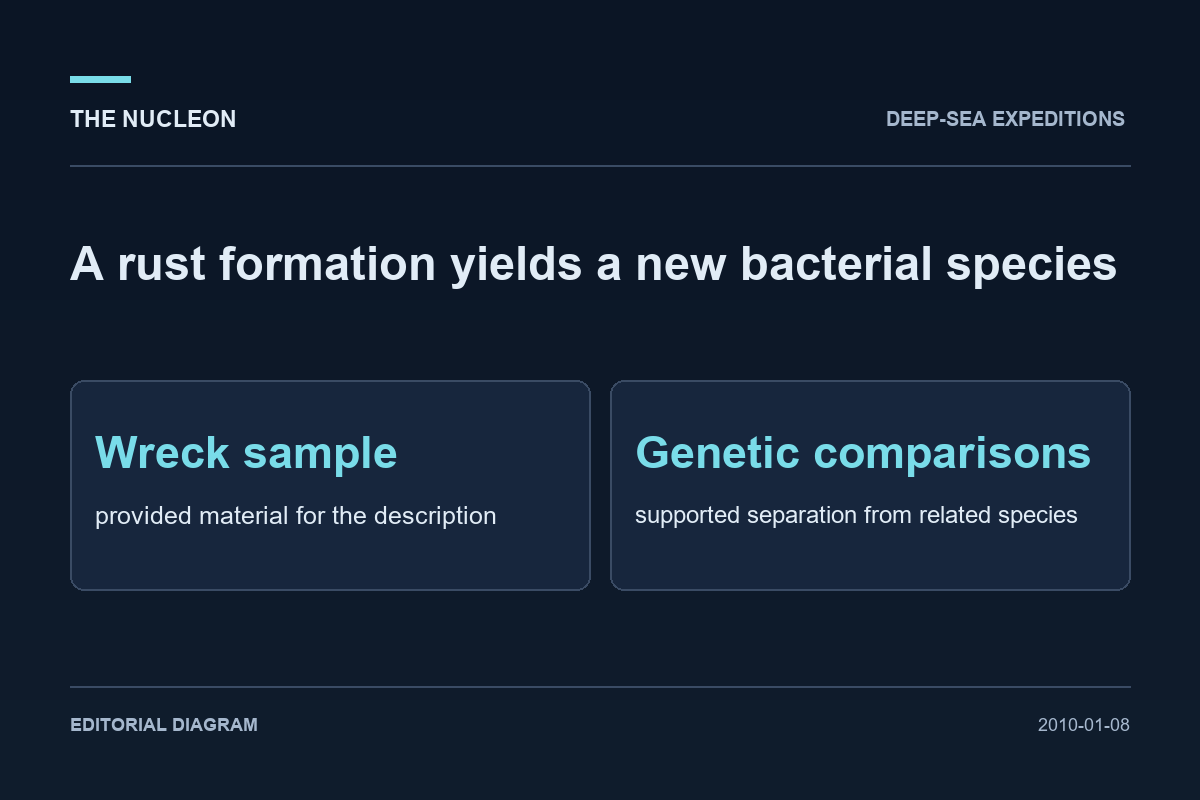 THE NUCLEON
DEEP-SEA EXPEDITIONS
A rust formation yields a new bacterial species
Wreck sample
provided material for the description
Genetic comparisons
supported separation from related species
EDITORIAL DIAGRAM
2010-01-08